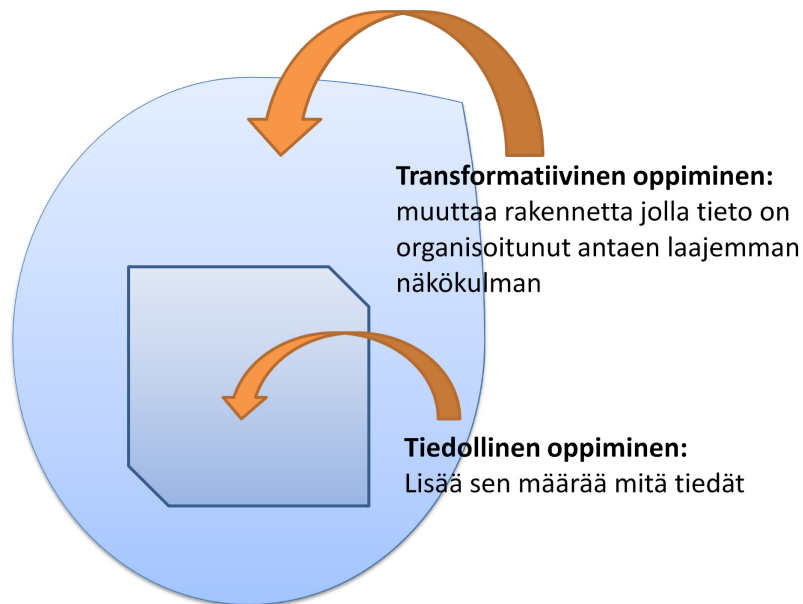 Transformatiivinen oppiminen:
muuttaa rakennetta jolla tieto on
organisoitunut antaen laajemman
näkökulman
Tiedollinen oppiminen:
Lisää sen määrää mitä tiedät